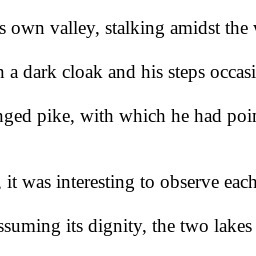 s own valley, stalking amidst the
a dark cloak and his steps occasi
nged pike, with which he had poin
, it was interesting to observe each
ssuming its dignity, the two lakes